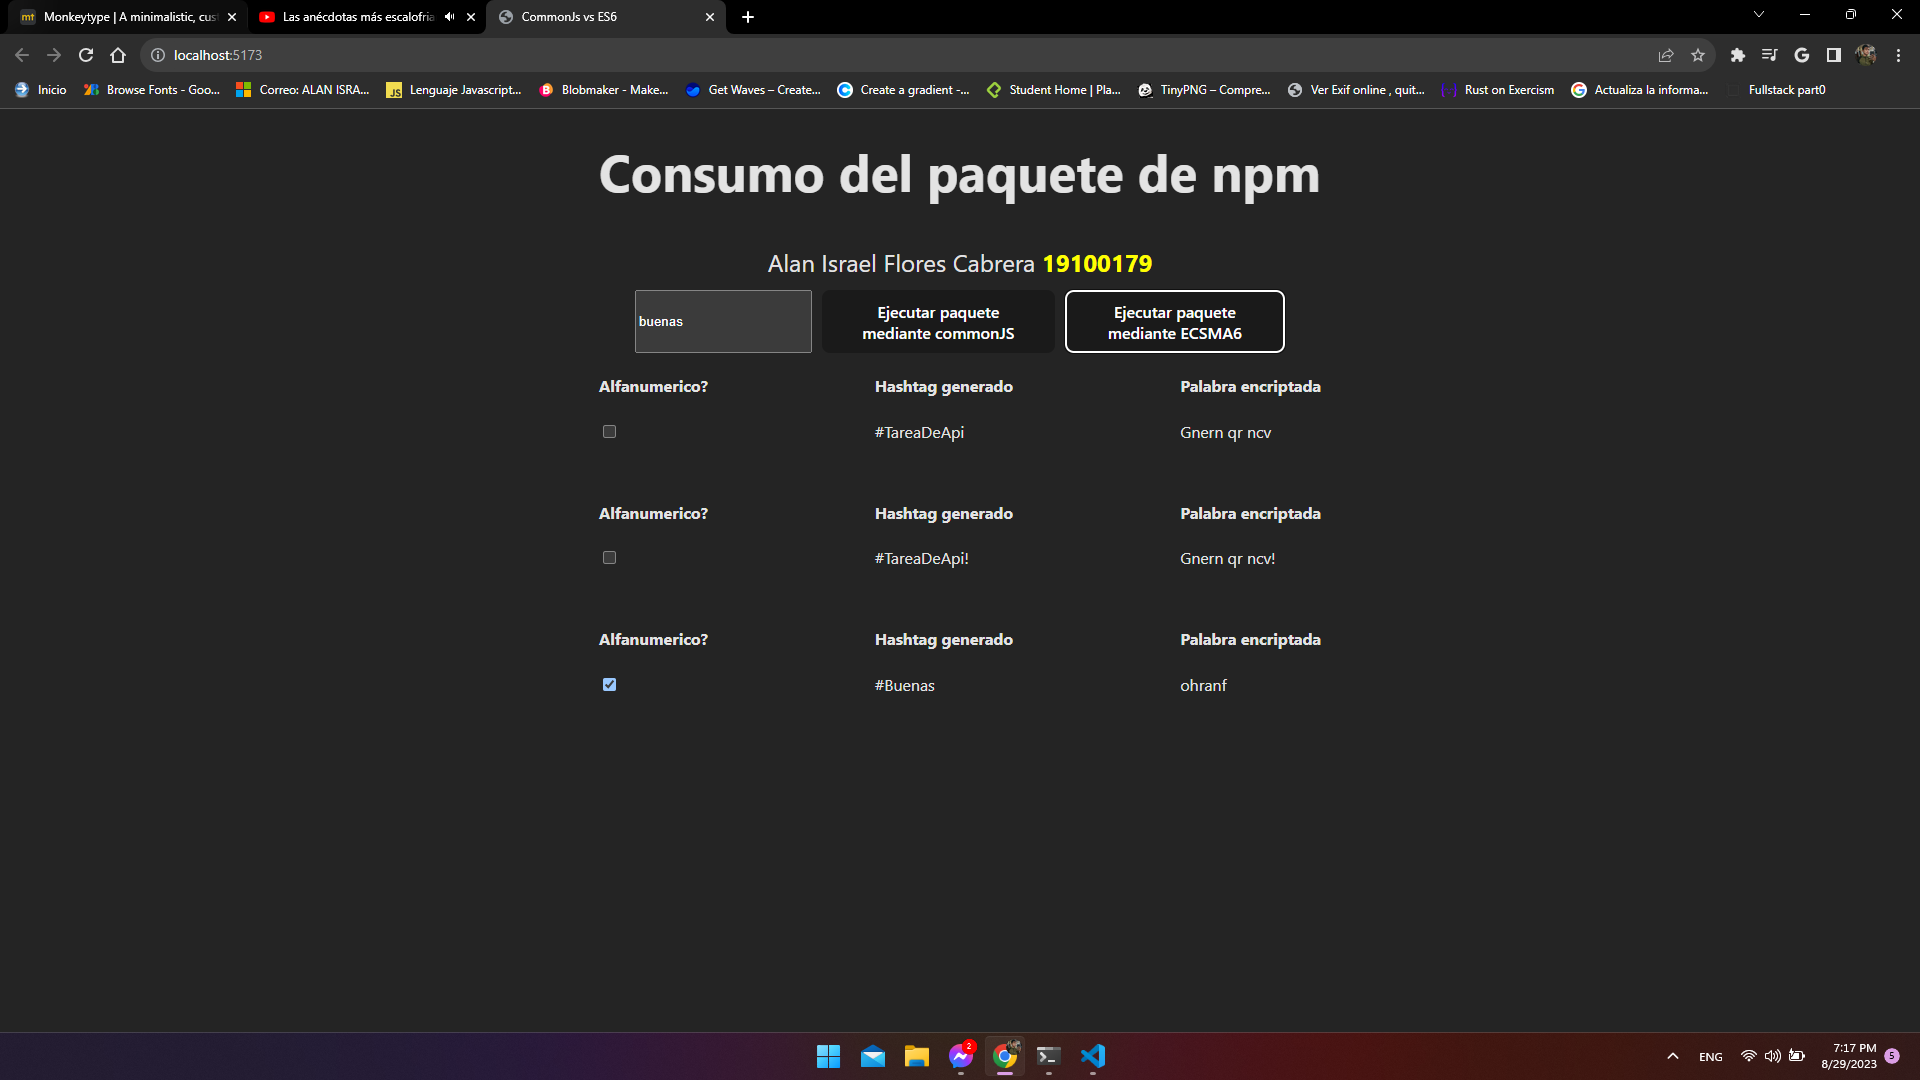 Monkeytype | A minimalistic, cus
Las anécdotas más escalofria
CommonJs vs ES6
localhost:5173
Inicio
Browse Fonts - Goo...
Correo: ALAN ISRA...
Lenguaje Javascript...
Blobmaker - Make...
Get Waves – Create...
Create a gradient -...
Student Home | Pla...
TinyPNG – Compre...
Ver Exif online , quit...
Rust on Exercism
Actualiza la informa...
Fullstack part0
Consumo del paquete de npm
Alan Israel Flores Cabrera 19100179
buenas
Ejecutar paquete
mediante commonJS
Ejecutar paquete
mediante ECSMA6
Alfanumerico? Hashtag generado Palabra encriptada
#TareaDeApi Gnern qr ncv
Alfanumerico? Hashtag generado Palabra encriptada
#TareaDeApi! Gnern qr ncv!
Alfanumerico? Hashtag generado Palabra encriptada
#Buenas ohranf
2
ENG
7:17 PM
8/29/2023
5